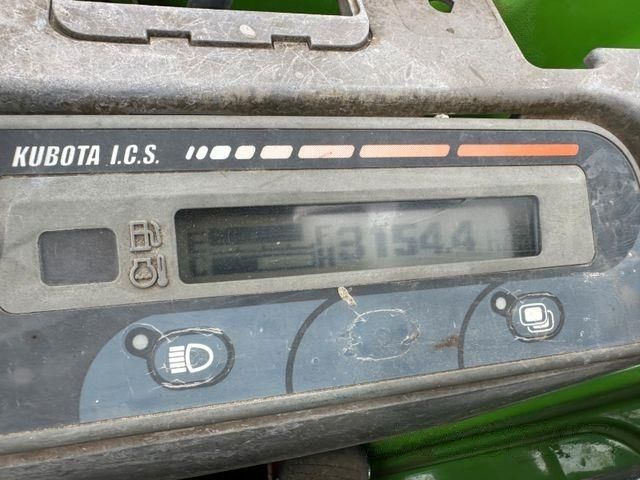 KUBOTA I.C.S.
E F 3154.4
C H